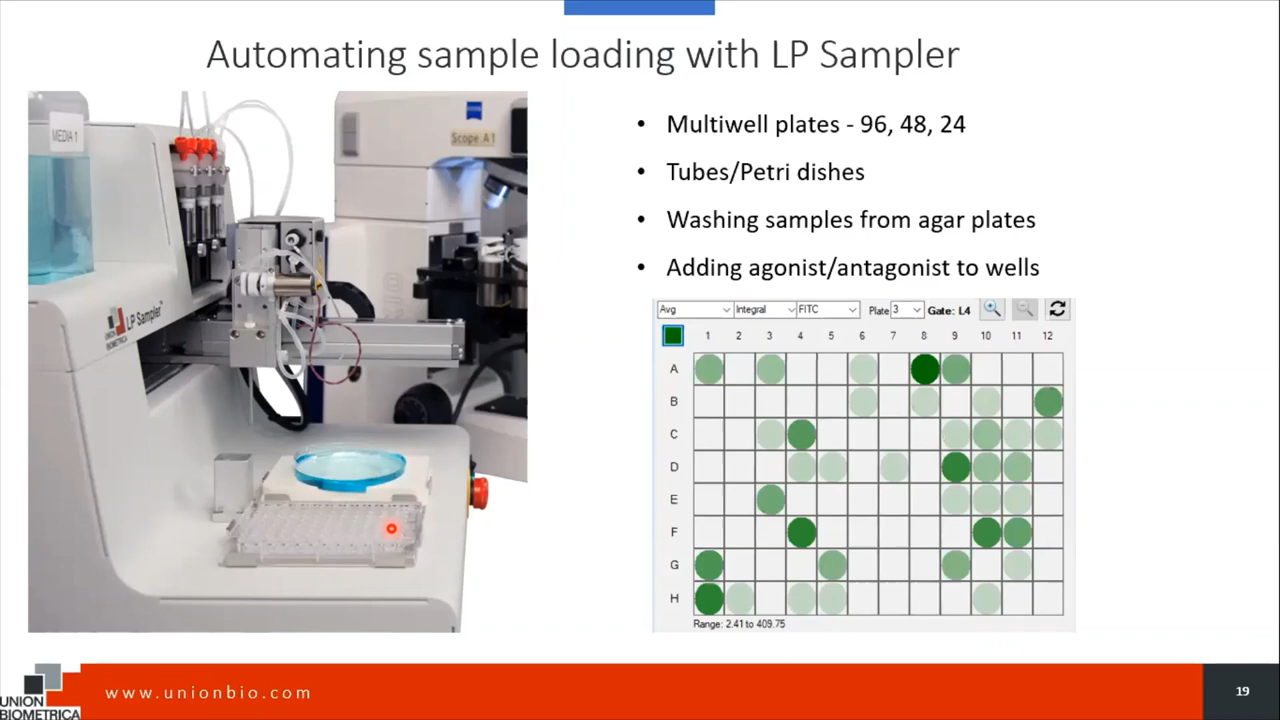 Automating sample loading with LP Sampler
MEDIA 1
Scope.A1
UNION
BIOMETRICA
LP Sampler™
• Multiwell plates - 96, 48, 24
• Tubes/Petri dishes
• Washing samples from agar plates
• Adding agonist/antagonist to wells
Avg Integral FITC Plate 3 Gate: L4
1 2 3 4 5 6 7 8 9 10 11 12
A
B
C
D
E
F
G
H
Range: 2.41 to 409.75
UNION
BIOMETRICA
www.unionbio.com
19